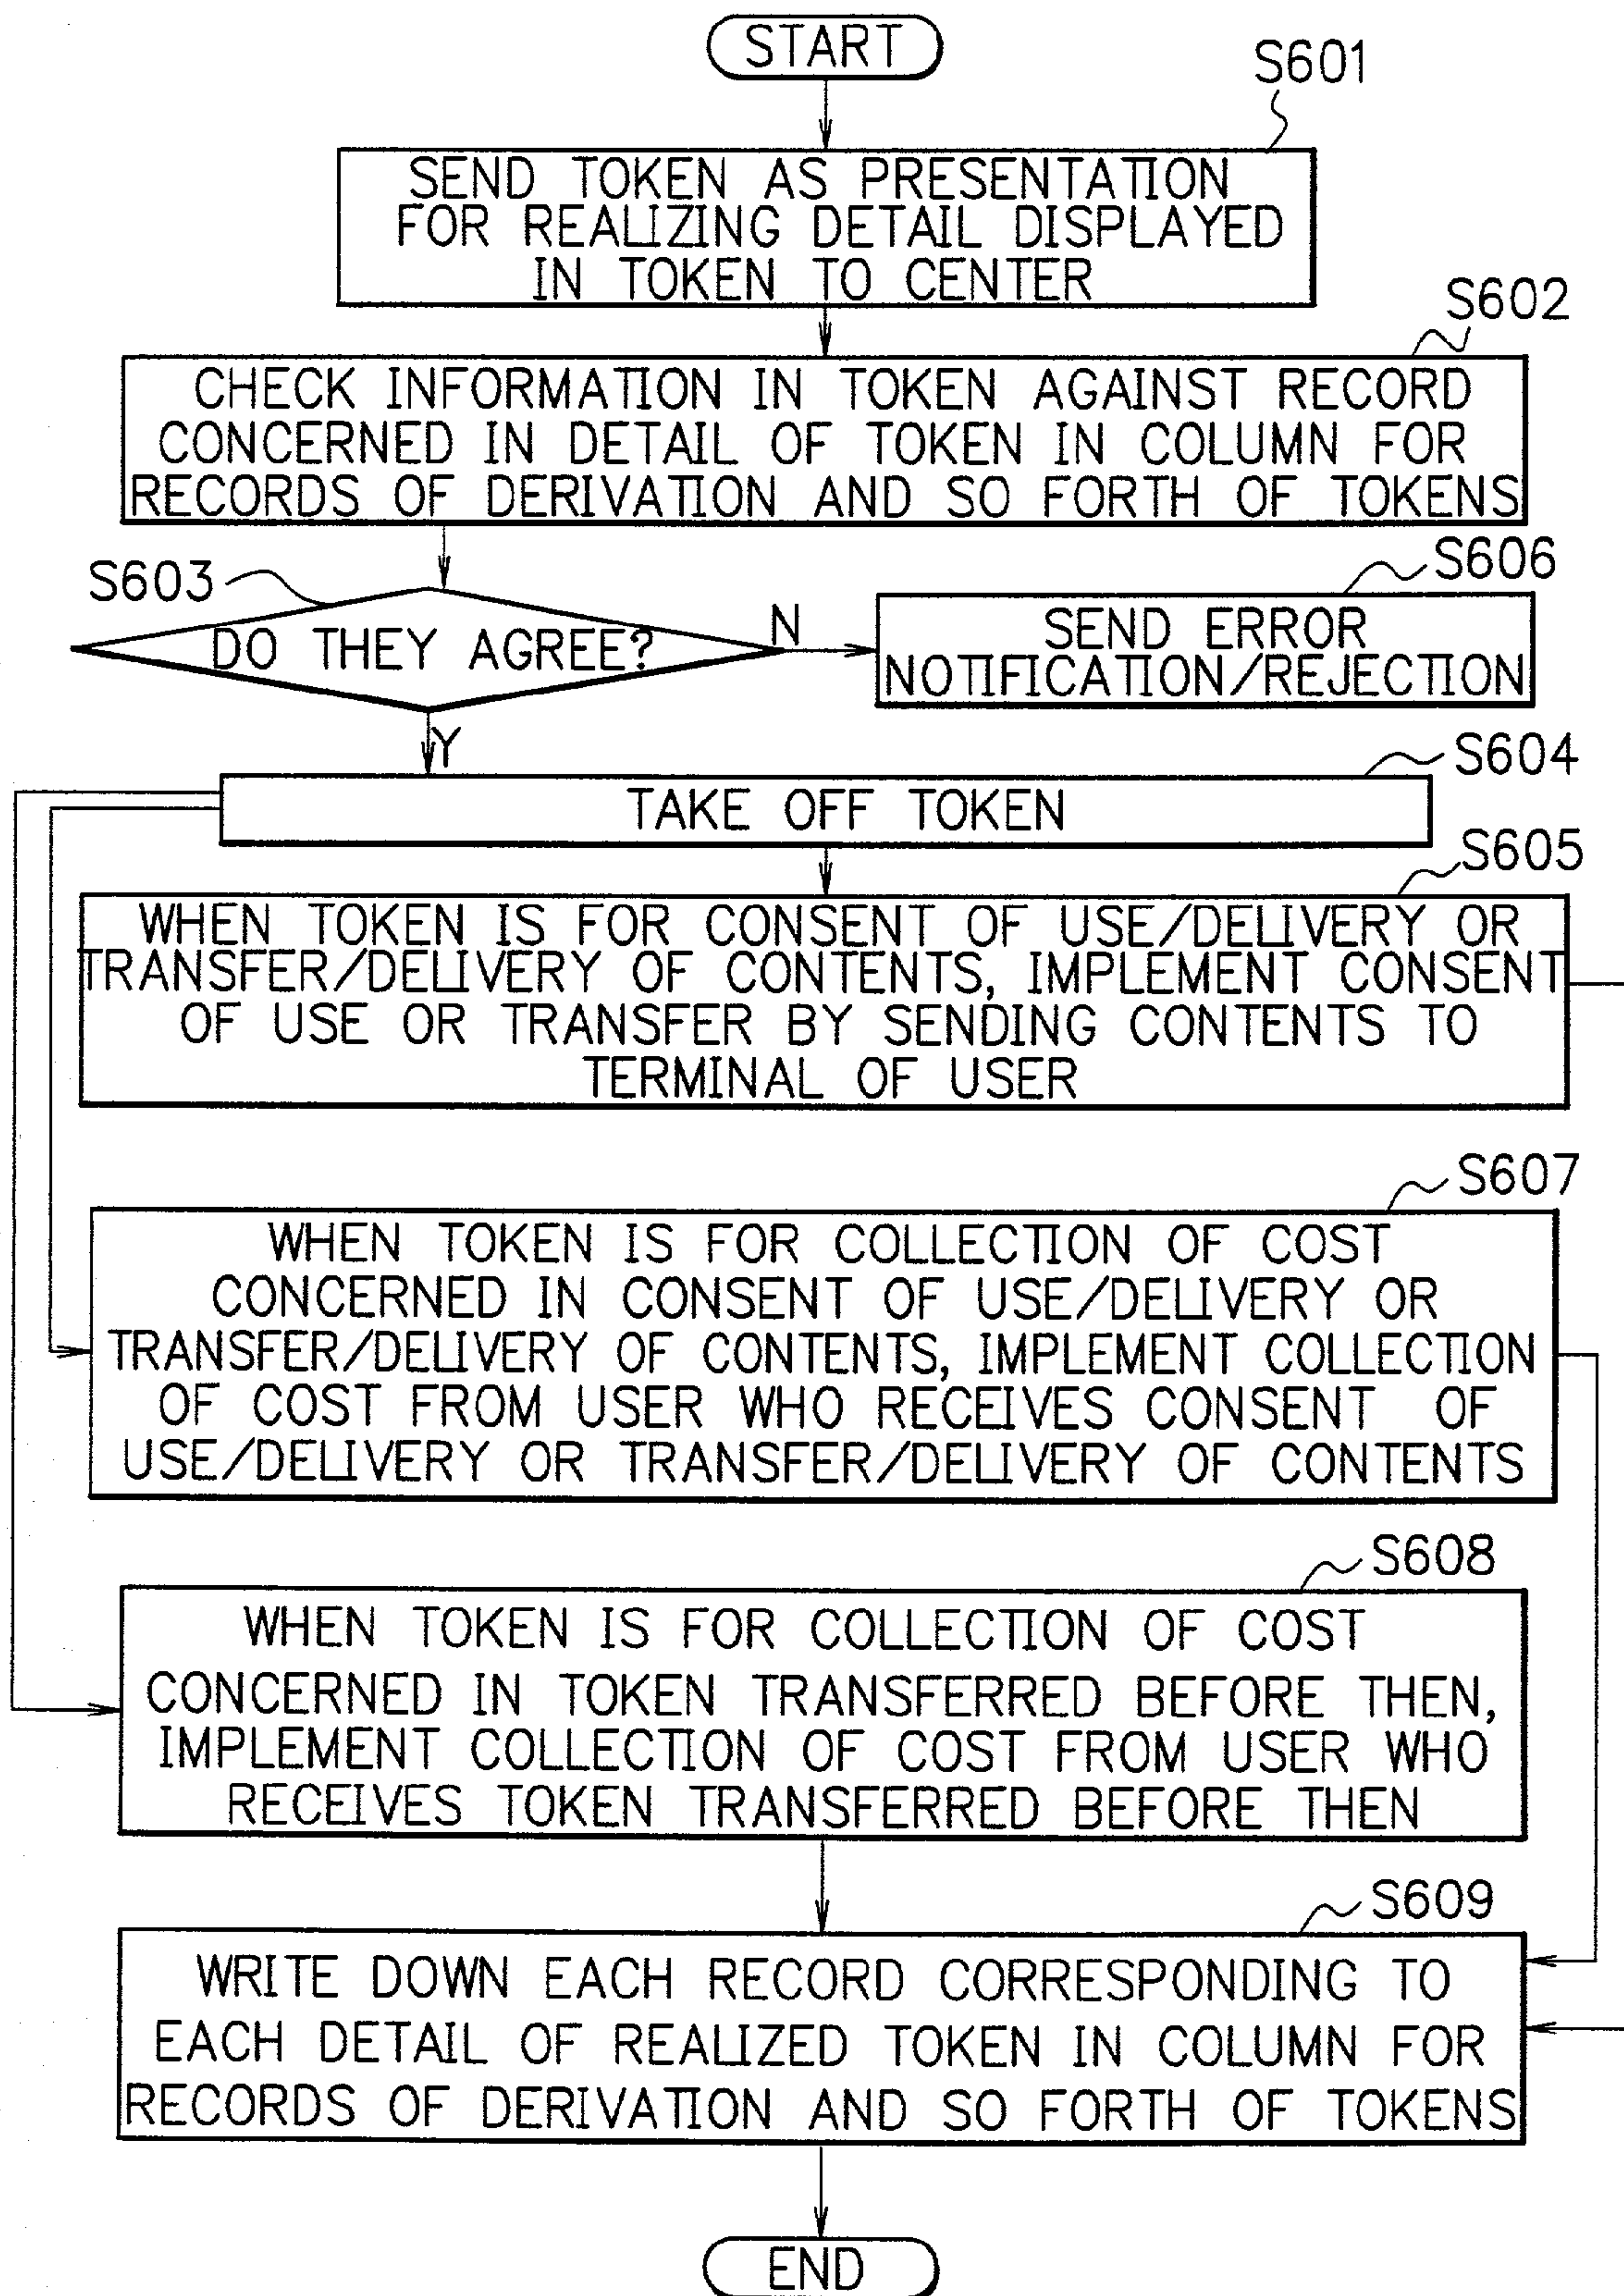 START
S601
SEND TOKEN AS PRESENTATION
FOR REALIZING DETAIL DISPLAYED
IN TOKEN TO CENTER
S602
CHECK INFORMATION IN TOKEN AGAINST RECORD
CONCERNED IN DETAIL OF TOKEN IN COLUMN FOR
RECORDS OF DERIVATION AND SO FORTH OF TOKENS
S603
DO THEY AGREE?
N
S606
SEND ERROR
NOTIFICATION/REJECTION
Y
S604
TAKE OFF TOKEN
S605
WHEN TOKEN IS FOR CONSENT OF USE/DELIVERY OR
TRANSFER/DELIVERY OF CONTENTS, IMPLEMENT CONSENT
OF USE OR TRANSFER BY SENDING CONTENTS TO
TERMINAL OF USER
S607
WHEN TOKEN IS FOR COLLECTION OF COST
CONCERNED IN CONSENT OF USE/DELIVERY OR
TRANSFER/DELIVERY OF CONTENTS, IMPLEMENT COLLECTION
OF COST FROM USER WHO RECEIVES CONSENT OF
USE/DELIVERY OR TRANSFER/DELIVERY OF CONTENTS
S608
WHEN TOKEN IS FOR COLLECTION OF COST
CONCERNED IN TOKEN TRANSFERRED BEFORE THEN,
IMPLEMENT COLLECTION OF COST FROM USER WHO
RECEIVES TOKEN TRANSFERRED BEFORE THEN
S609
WRITE DOWN EACH RECORD CORRESPONDING TO
EACH DETAIL OF REALIZED TOKEN IN COLUMN FOR
RECORDS OF DERIVATION AND SO FORTH OF TOKENS
END